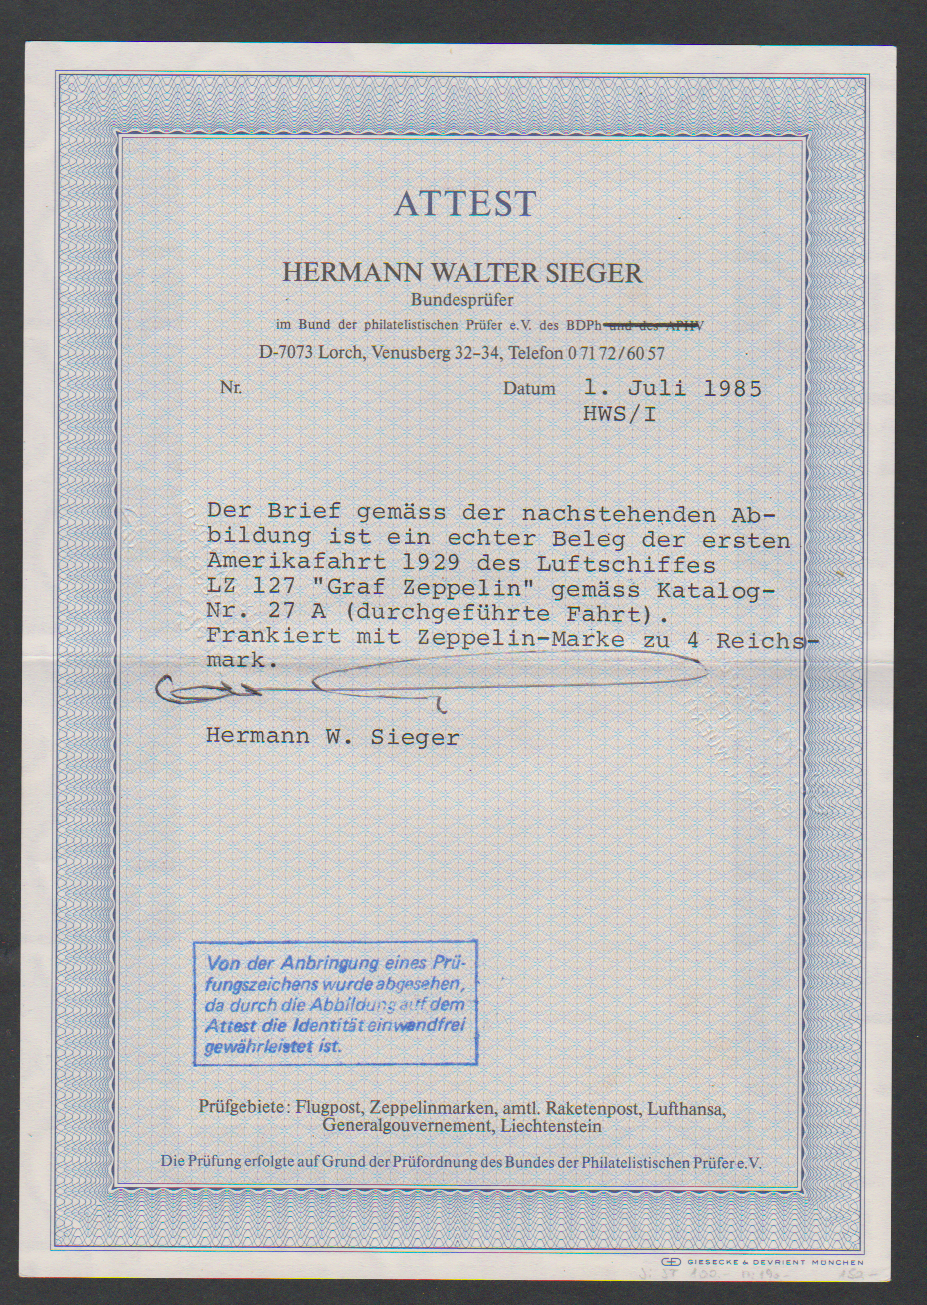 ATTEST
HERMANN WALTER SIEGER
Bundesprüfer
im Bund der philatelistischen Prüfer e.V. des BDPh und des APHV
D-7073 Lorch, Venusberg 32-34, Telefon 0 71 72/60 57
Nr. Datum 1. Juli 1985
HWS/I
Der Brief gemäss der nachstehenden Ab-
bildung ist ein echter Beleg der ersten
Amerikafahrt 1929 des Luftschiffes
LZ 127 "Graf Zeppelin" gemäss Katalog-
Nr. 27 A (durchgeführte Fahrt).
Frankiert mit Zeppelin-Marke zu 4 Reichs-
mark.
Hermann W. Sieger
Von der Anbringung eines Prü-
fungszeichens wurde abgesehen,
da durch die Abbildung auf dem
Attest die Identität einwandfrei
gewährleistet ist.
Prüfgebiete: Flugpost, Zeppelinmarken, amtl. Raketenpost, Lufthansa,
Generalgouvernement, Liechtenstein
Die Prüfung erfolgte auf Grund der Prüfordnung des Bundes der Philatelistischen Prüfer e.V.
GIESECKE & DEVRIENT MÜNCHEN